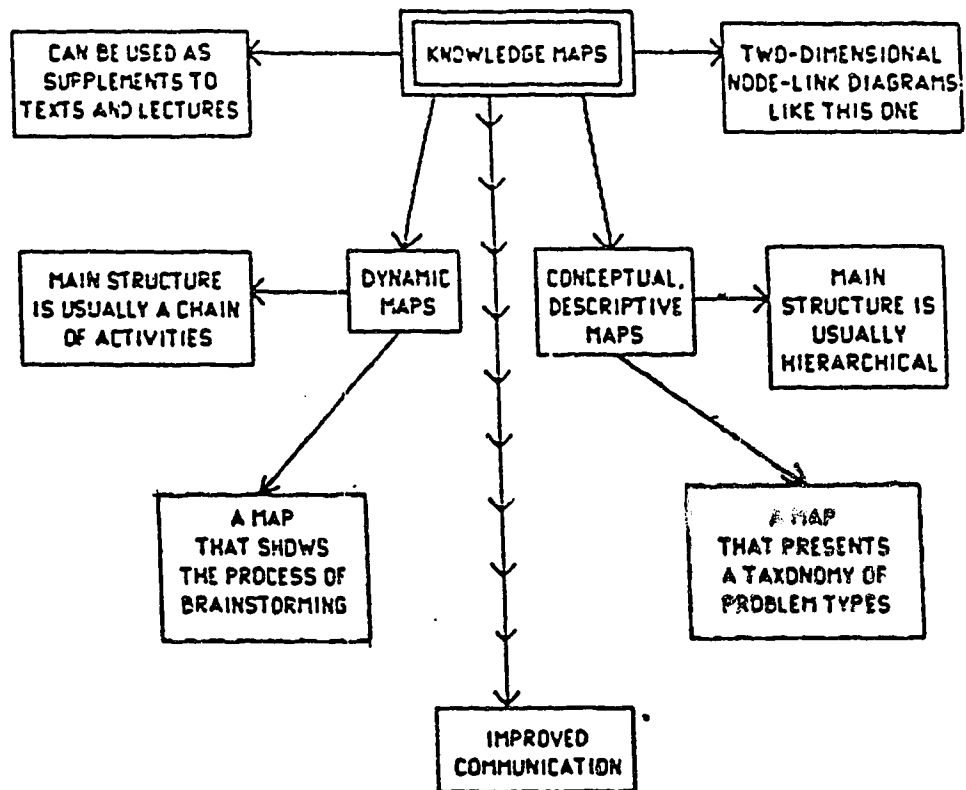 KNOWLEDGE MAPS
CAN BE USED AS
SUPPLEMENTS TO
TEXTS AND LECTURES
TWO-DIMENSIONAL
NODE-LINK DIAGRAMS
LIKE THIS ONE
MAIN STRUCTURE
IS USUALLY A CHAIN
OF ACTIVITIES
DYNAMIC
MAPS
CONCEPTUAL,
DESCRIPTIVE
MAPS
MAIN
STRUCTURE IS
USUALLY
HIERARCHICAL
A MAP
THAT SHOWS
THE PROCESS OF
BRAINSTORMING
A MAP
THAT PRESENTS
A TAXONOMY OF
PROBLEM TYPES
IMPROVED
COMMUNICATION